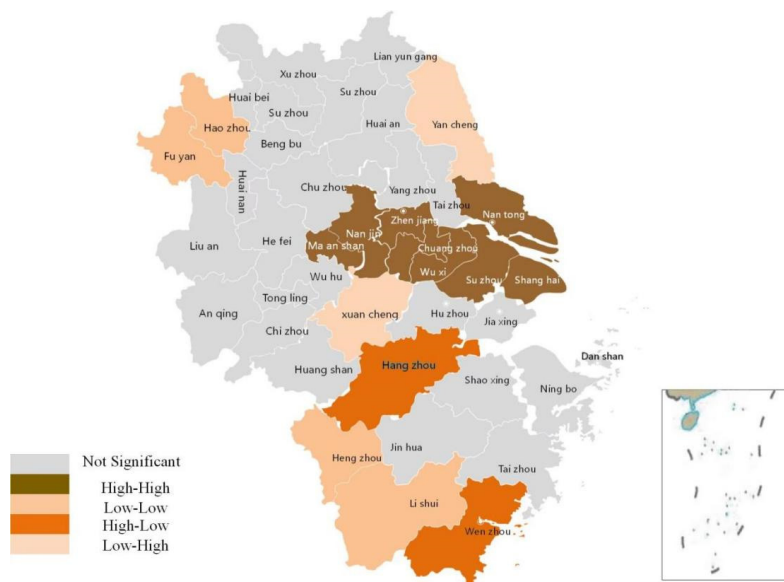 Lian yun gang
Xu zhou
Huai bei
Su zhou
Su zhou
Hao zhou
Huai an
Yan cheng
Beng bu
Fu yan
Huai nan
Chu zhou
Yang zhou
Tai zhou
Zhen jiang
Nan tong
Nan jin
Ma an shan
Chuang zhou
Liu an
He fei
Wu hu
Wu xi
Su zhou
Shang hai
Tong ling
An qing
xuan cheng
Hu zhou
Jia xing
Chi zhou
Huang shan
Hang zhou
Dan shan
Shao xing
Ning bo
Jin hua
Heng zhou
Tai zhou
Li shui
Wen zhou
Not Significant
High-High
Low-Low
High-Low
Low-High